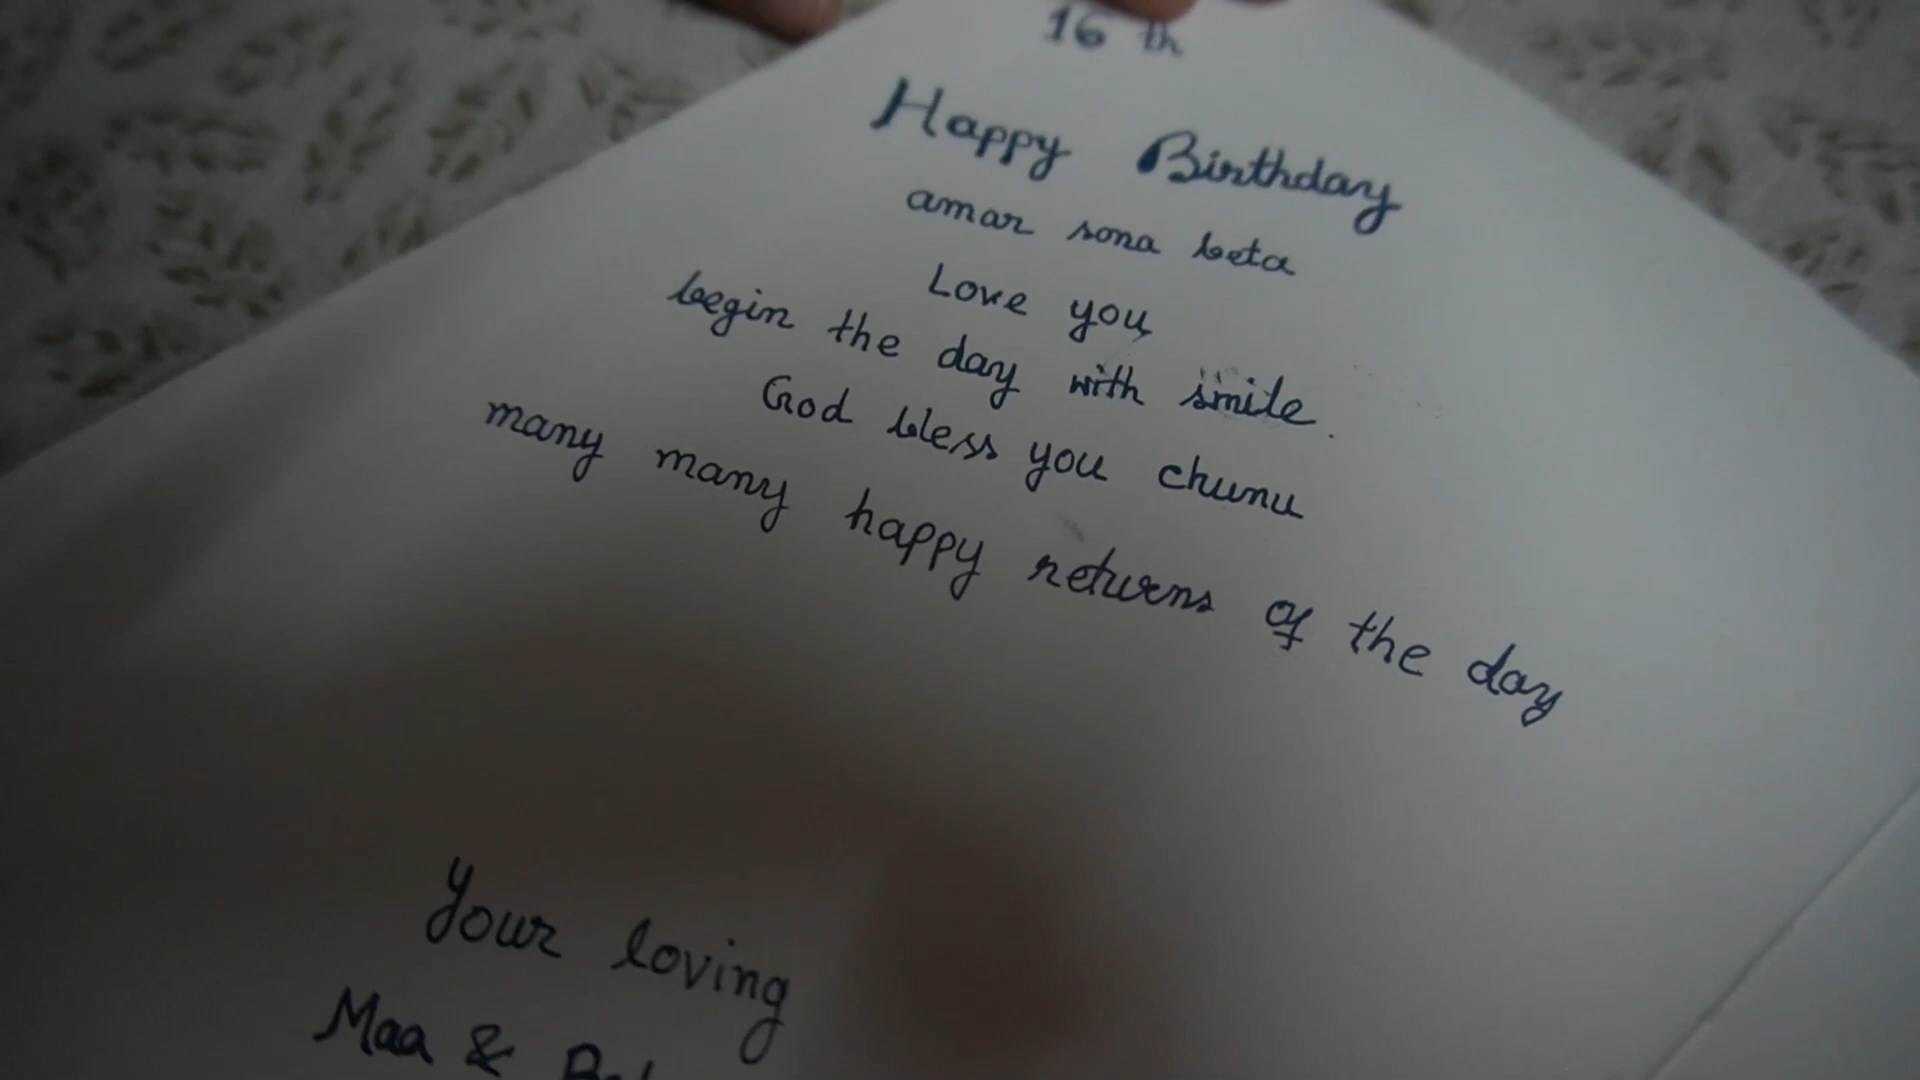 16 th
Happy Birthday
amar sona beta
Love you,
begin the day with smile.
God bless you chunu
many many happy returns of the day
Your loving
Maa &